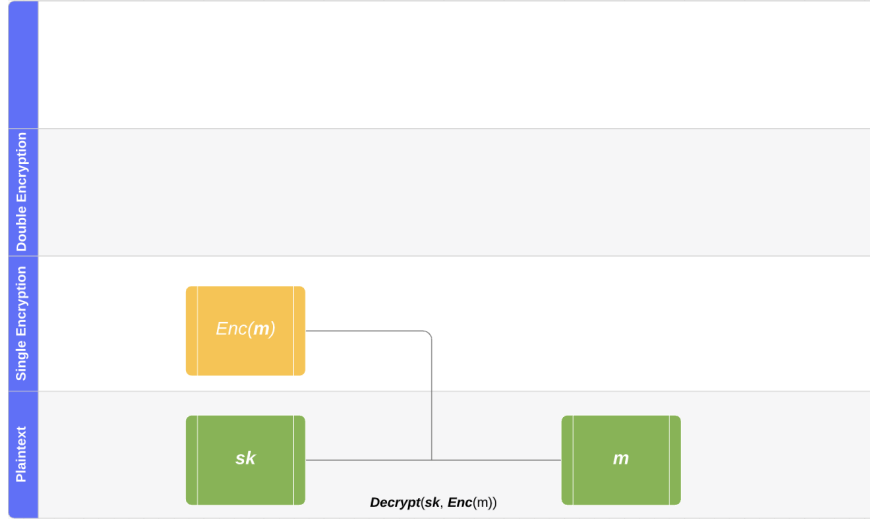 Double Encryption
Single Encryption
Enc(m)
Plaintext
sk
m
Decrypt(sk, Enc(m))